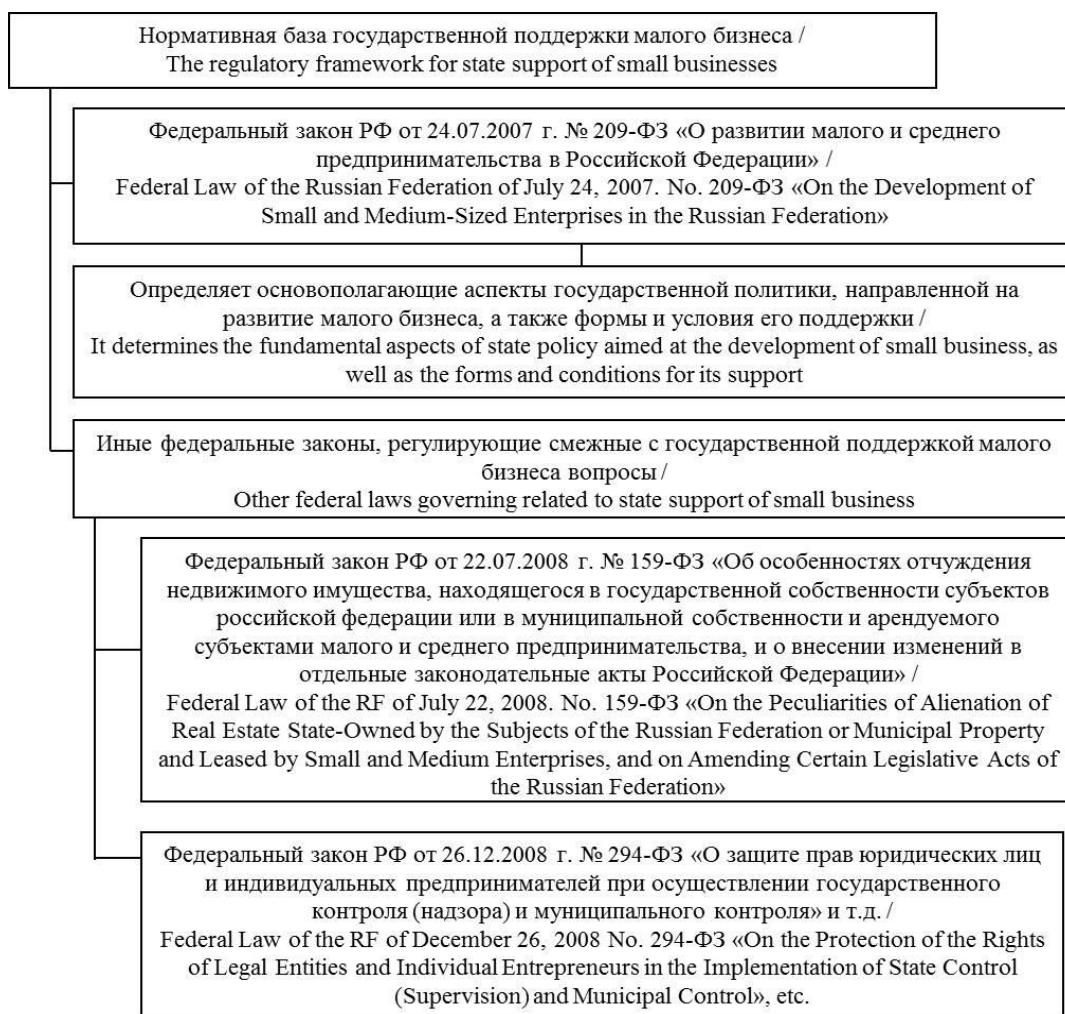 Нормативная база государственной поддержки малого бизнеса /
The regulatory framework for state support of small businesses
Федеральный закон РФ от 24.07.2007 г. № 209-ФЗ «О развитии малого и среднего
предпринимательства в Российской Федерации» /
Federal Law of the Russian Federation of July 24, 2007. No. 209-ФЗ «On the Development of
Small and Medium-Sized Enterprises in the Russian Federation»
Определяет основополагающие аспекты государственной политики, направленной на
развитие малого бизнеса, а также формы и условия его поддержки /
It determines the fundamental aspects of state policy aimed at the development of small business, as
well as the forms and conditions for its support
Иные федеральные законы, регулирующие смежные с государственной поддержкой малого
бизнеса вопросы /
Other federal laws governing related to state support of small business
Федеральный закон РФ от 22.07.2008 г. № 159-ФЗ «Об особенностях отчуждения
недвижимого имущества, находящегося в государственной собственности субъектов
российской федерации или в муниципальной собственности и арендуемого
субъектами малого и среднего предпринимательства, и о внесении изменений в
отдельные законодательные акты Российской Федерации» /
Federal Law of the RF of July 22, 2008. No. 159-ФЗ «On the Peculiarities of Alienation of
Real Estate State-Owned by the Subjects of the Russian Federation or Municipal Property
and Leased by Small and Medium Enterprises, and on Amending Certain Legislative Acts of
the Russian Federation»
Федеральный закон РФ от 26.12.2008 г. № 294-ФЗ «О защите прав юридических лиц
и индивидуальных предпринимателей при осуществлении государственного
контроля (надзора) и муниципального контроля» и т.д. /
Federal Law of the RF of December 26, 2008 No. 294-ФЗ «On the Protection of the Rights
of Legal Entities and Individual Entrepreneurs in the Implementation of State Control
(Supervision) and Municipal Control», etc.